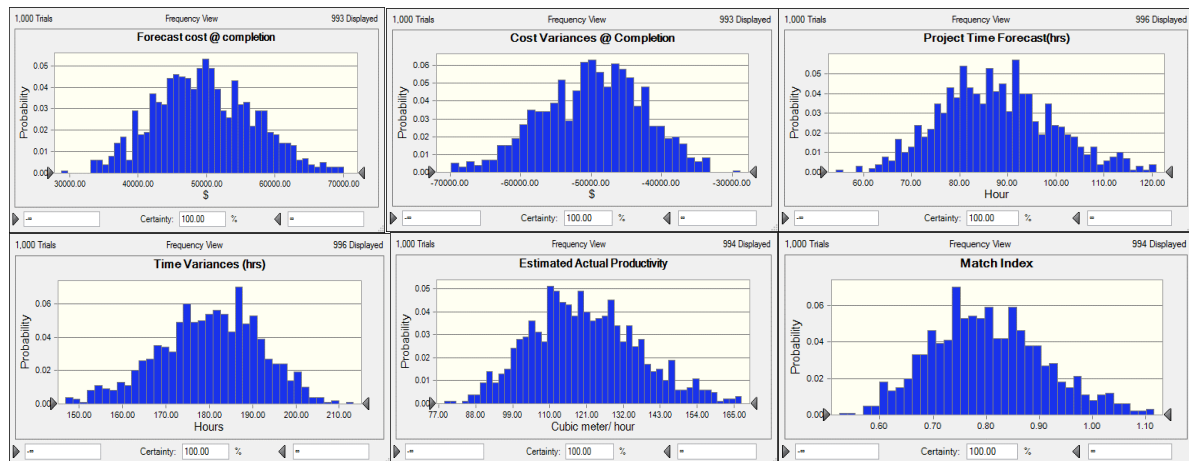 1,000 Trials Frequency View 993 Displayed
Forecast cost @ completion
Probability
0.05
0.04
0.03
0.02
0.01
0.00
30000.00 40000.00 50000.00 60000.00 70000.00
$
-∞ Certainty: 100.00 % ∞
1,000 Trials Frequency View 993 Displayed
Cost Variances @ Completion
Probability
0.06
0.05
0.04
0.03
0.02
0.01
0.00
-70000.00 -60000.00 -50000.00 -40000.00 -30000.00
$
-∞ Certainty: 100.00 % ∞
1,000 Trials Frequency View 996 Displayed
Project Time Forecast(hrs)
Probability
0.05
0.04
0.03
0.02
0.01
0.00
60.00 70.00 80.00 90.00 100.00 110.00 120.00
Hour
-∞ Certainty: 100.00 % ∞
1,000 Trials Frequency View 996 Displayed
Time Variances (hrs)
Probability
0.06
0.04
0.02
0.00
150.00 160.00 170.00 180.00 190.00 200.00 210.00
Hours
-∞ Certainty: 100.00 % ∞
1,000 Trials Frequency View 994 Displayed
Estimated Actual Productivity
Probability
0.05
0.04
0.03
0.02
0.01
0.00
77.00 88.00 99.00 110.00 121.00 132.00 143.00 154.00 165.00
Cubic meter/ hour
-∞ Certainty: 100.00 % ∞
1,000 Trials Frequency View 994 Displayed
Match Index
Probability
0.06
0.04
0.02
0.00
0.60 0.70 0.80 0.90 1.00 1.10
-∞ Certainty: 100.00 % ∞